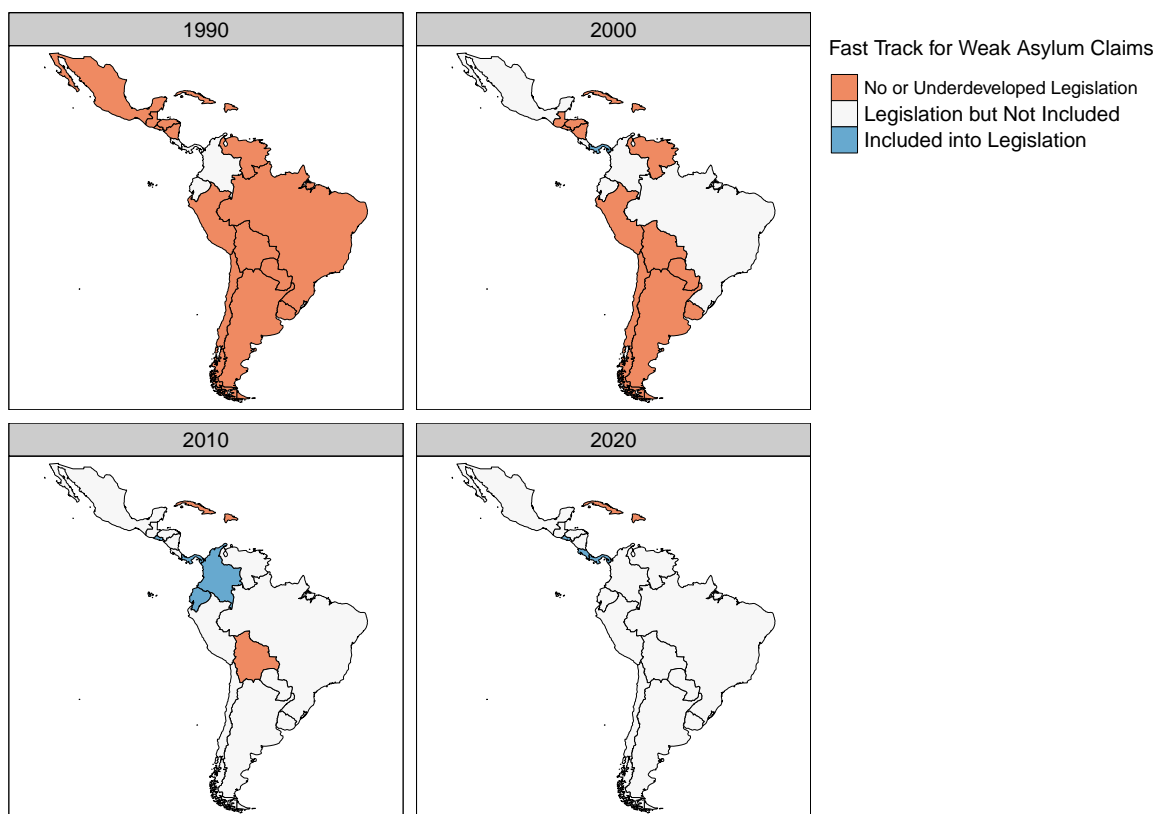 1990
2000
Fast Track for Weak Asylum Claims
No or Underdeveloped Legislation
Legislation but Not Included
Included into Legislation
2010
2020